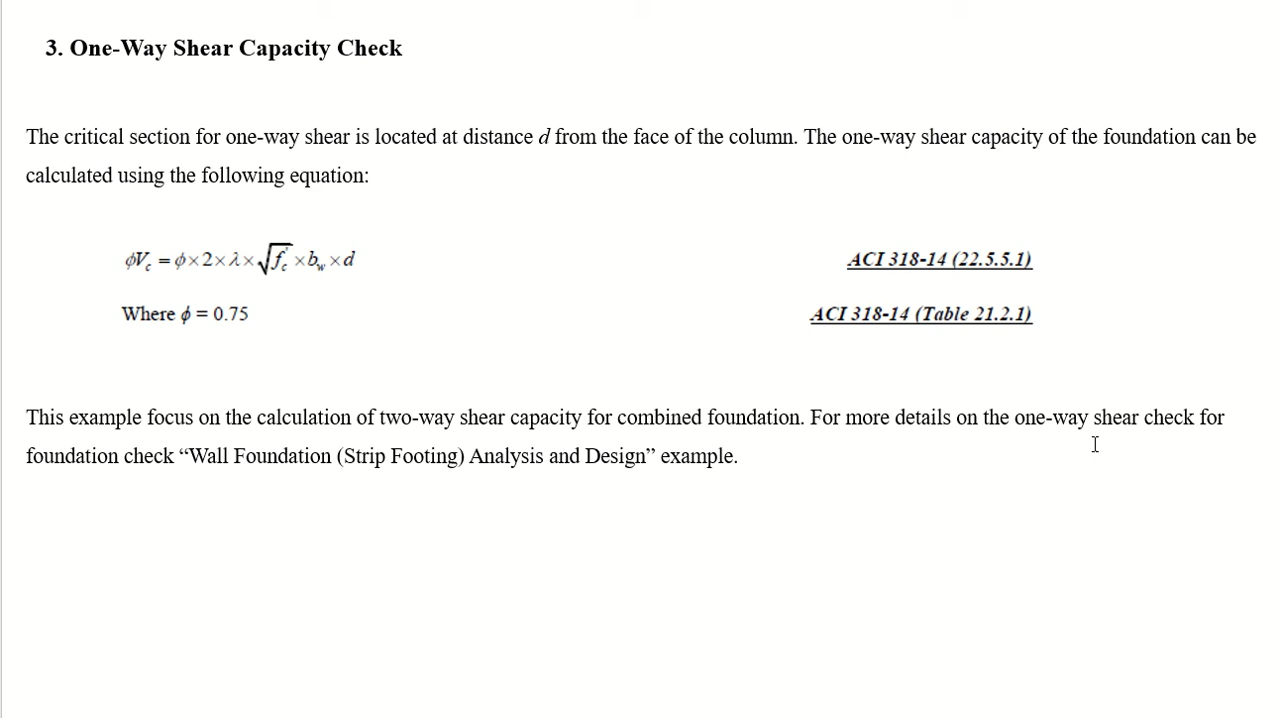 3. One-Way Shear Capacity Check
The critical section for one-way shear is located at distance d from the face of the column. The one-way shear capacity of the foundation can be
calculated using the following equation:
ϕV_c = ϕ×2×λ×√f'_c ×b_w×d ACI 318-14 (22.5.5.1)
Where ϕ = 0.75 ACI 318-14 (Table 21.2.1)
This example focus on the calculation of two-way shear capacity for combined foundation. For more details on the one-way shear check for
foundation check “Wall Foundation (Strip Footing) Analysis and Design” example.